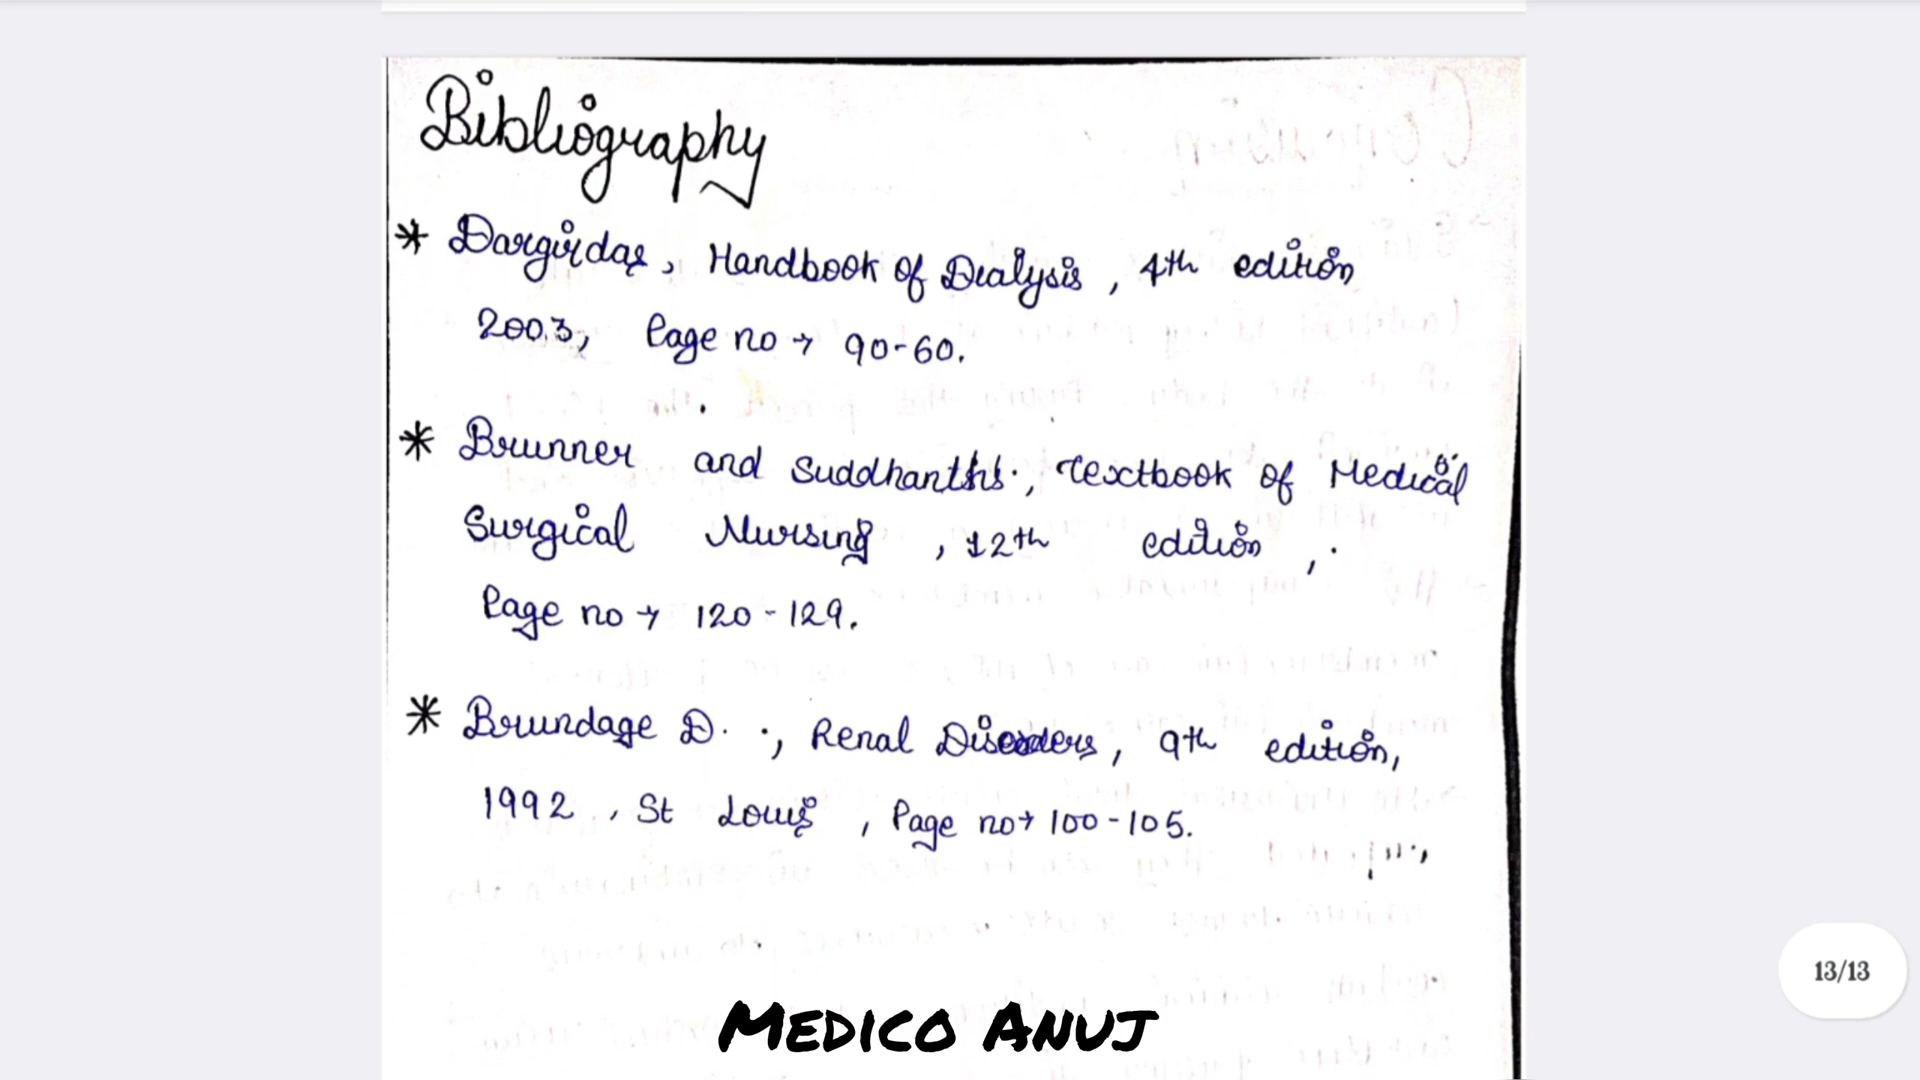 Bibliography
* Dargirdas, Handbook of Dialysis, 4th edition
2003, Page no → 90-60.
* Brunner and Suddhanths., Textbook of Medical
Surgical Nursing, 12th edition,
Page no → 120-129.
* Brundage D., Renal Disorders, 9th edition,
1992, St Louis, Page no → 100-105.
13/13
MEDICO ANUJ